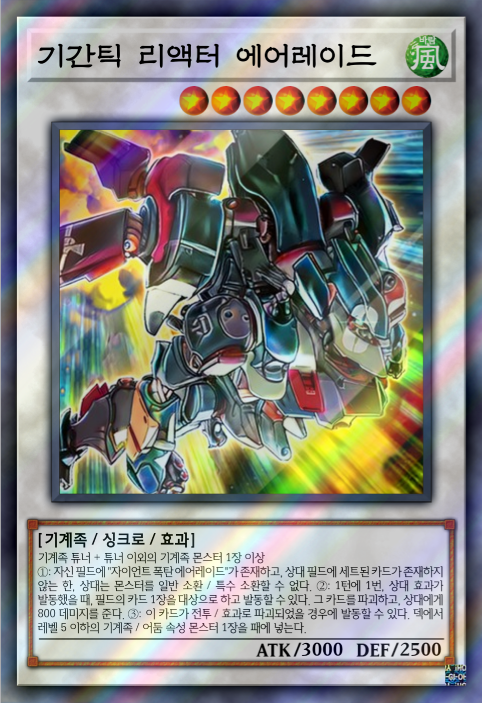 기간틱 리액터 에어레이드
바람
風
[기계족 / 싱크로 / 효과]
기계족 튜너 + 튜너 이외의 기계족 몬스터 1장 이상
①: 자신 필드에 "자이언트 폭탄 에어레이드"가 존재하고, 상대 필드에 세트된 카드가 존재하지
않는 한, 상대는 몬스터를 일반 소환 / 특수 소환할 수 없다. ②: 1턴에 1번, 상대 효과가
발동했을 때, 필드의 카드 1장을 대상으로 하고 발동할 수 있다. 그 카드를 파괴하고, 상대에게
800 데미지를 준다. ③: 이 카드가 전투 / 효과로 파괴되었을 경우에 발동할 수 있다. 덱에서
레벨 5 이하의 기계족 / 어둠 속성 몬스터 1장을 패에 넣는다.
ATK/3000 DEF/2500